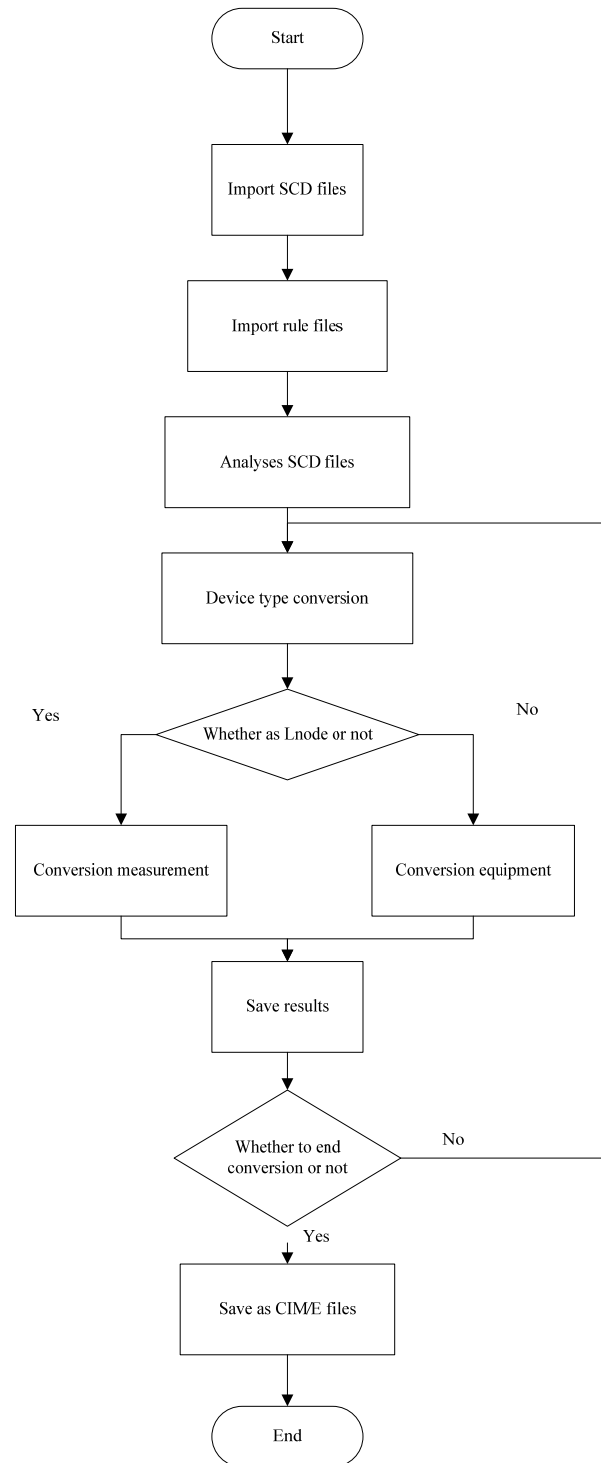 Start
Import SCD files
Import rule files
Analyses SCD files
Device type conversion
Yes
Whether as Lnode or not
No
Conversion measurement
Conversion equipment
Save results
Whether to end
conversion or not
No
Yes
Save as CIM/E files
End